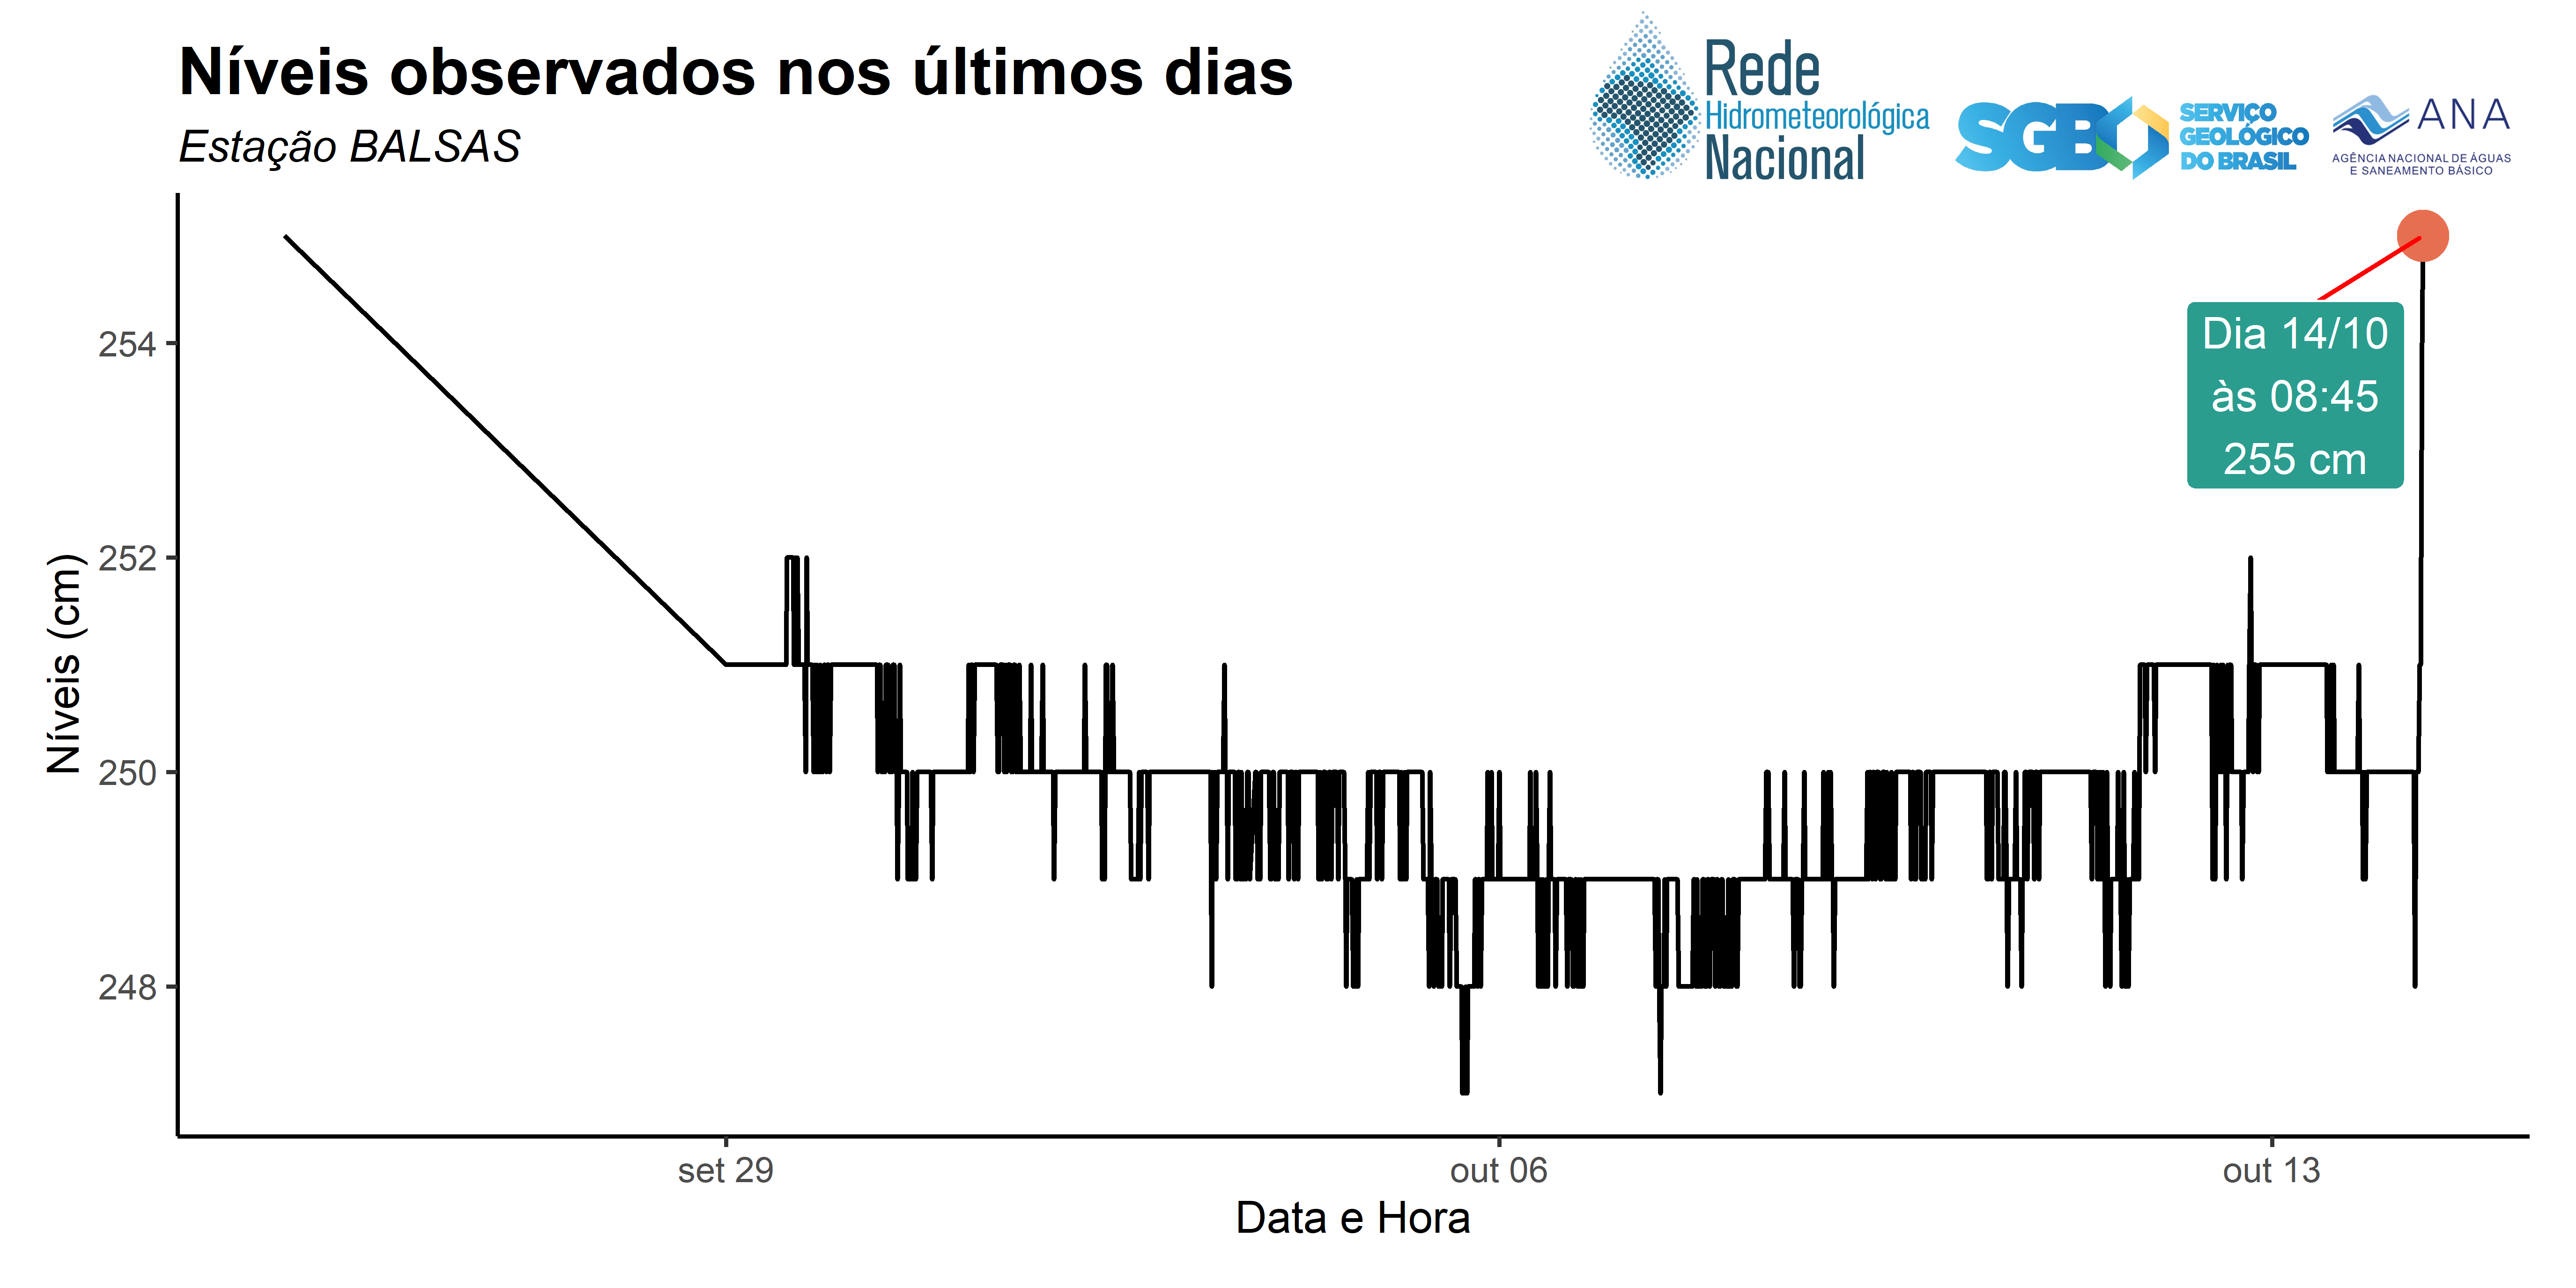 Níveis observados nos últimos dias
Estação BALSAS
Rede
Hidrometeorológica
Nacional
SGB
SERVIÇO
GEOLÓGICO
DO BRASIL
ANA
AGÊNCIA NACIONAL DE ÁGUAS
E SANEAMENTO BÁSICO
Níveis (cm)
254
252
250
248
Dia 14/10
às 08:45
255 cm
set 29
out 06
out 13
Data e Hora